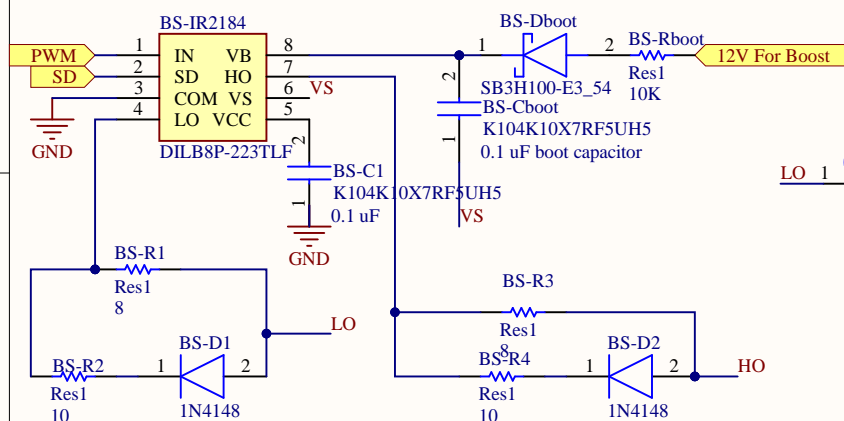 BS-IR2184
PWM
1
IN
VB
8
SD
2
SD
HO
7
3
COM
VS
6
VS
4
LO
VCC
5
GND
DILB8P-223TLF
BS-Dboot
1
2
SB3H100-E3_54
BS-Rboot
Res1
10K
12V For Boost
2
BS-Cboot
K104K10X7RF5UH5
1
0.1 uF boot capacitor
VS
2
BS-C1
K104K10X7RF5UH5
1
0.1 uF
GND
LO
1
BS-R1
Res1
8
LO
BS-R2
Res1
10
1
BS-D1
2
1N4148
BS-R3
Res1
8
BS-R4
Res1
10
1
BS-D2
2
1N4148
HO